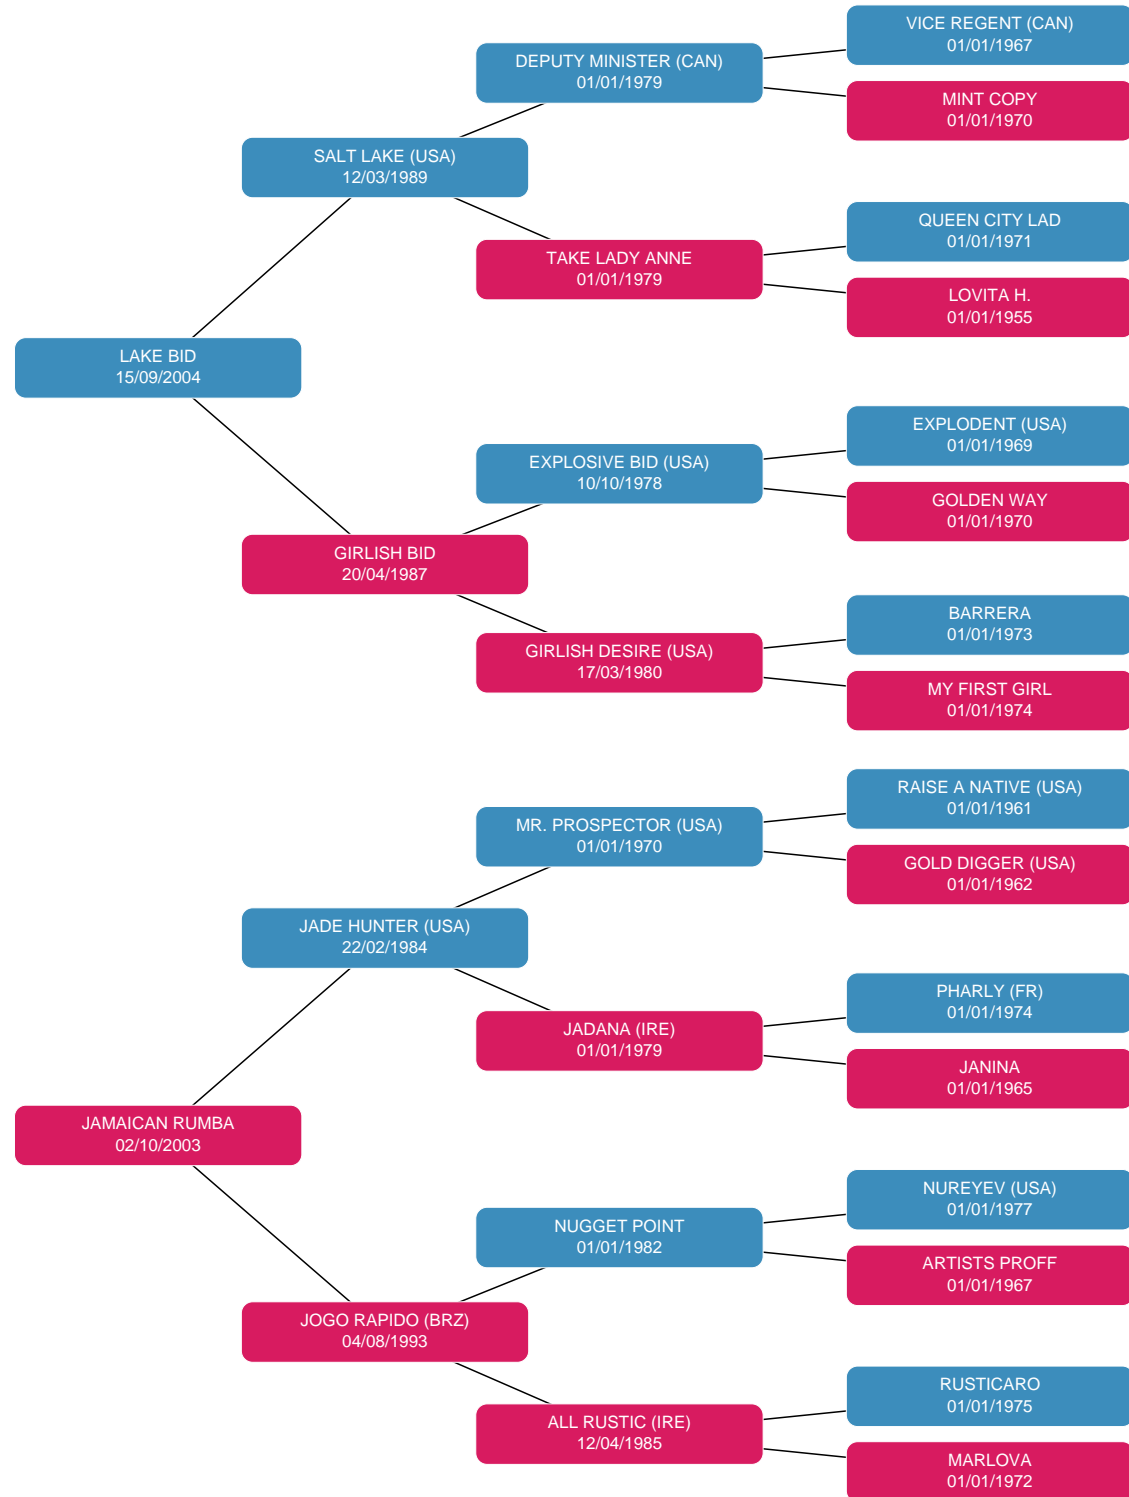 VICE REGENT (CAN)
01/01/1967
DEPUTY MINISTER (CAN)
01/01/1979
MINT COPY
01/01/1970
SALT LAKE (USA)
12/03/1989
QUEEN CITY LAD
01/01/1971
TAKE LADY ANNE
01/01/1979
LOVITA H.
01/01/1955
LAKE BID
15/09/2004
EXPLODENT (USA)
01/01/1969
EXPLOSIVE BID (USA)
10/10/1978
GOLDEN WAY
01/01/1970
GIRLISH BID
20/04/1987
BARRERA
01/01/1973
GIRLISH DESIRE (USA)
17/03/1980
MY FIRST GIRL
01/01/1974
RAISE A NATIVE (USA)
01/01/1961
MR. PROSPECTOR (USA)
01/01/1970
GOLD DIGGER (USA)
01/01/1962
JADE HUNTER (USA)
22/02/1984
PHARLY (FR)
01/01/1974
JADANA (IRE)
01/01/1979
JANINA
01/01/1965
JAMAICAN RUMBA
02/10/2003
NUREYEV (USA)
01/01/1977
NUGGET POINT
01/01/1982
ARTISTS PROFF
01/01/1967
JOGO RAPIDO (BRZ)
04/08/1993
RUSTICARO
01/01/1975
ALL RUSTIC (IRE)
12/04/1985
MARLOVA
01/01/1972